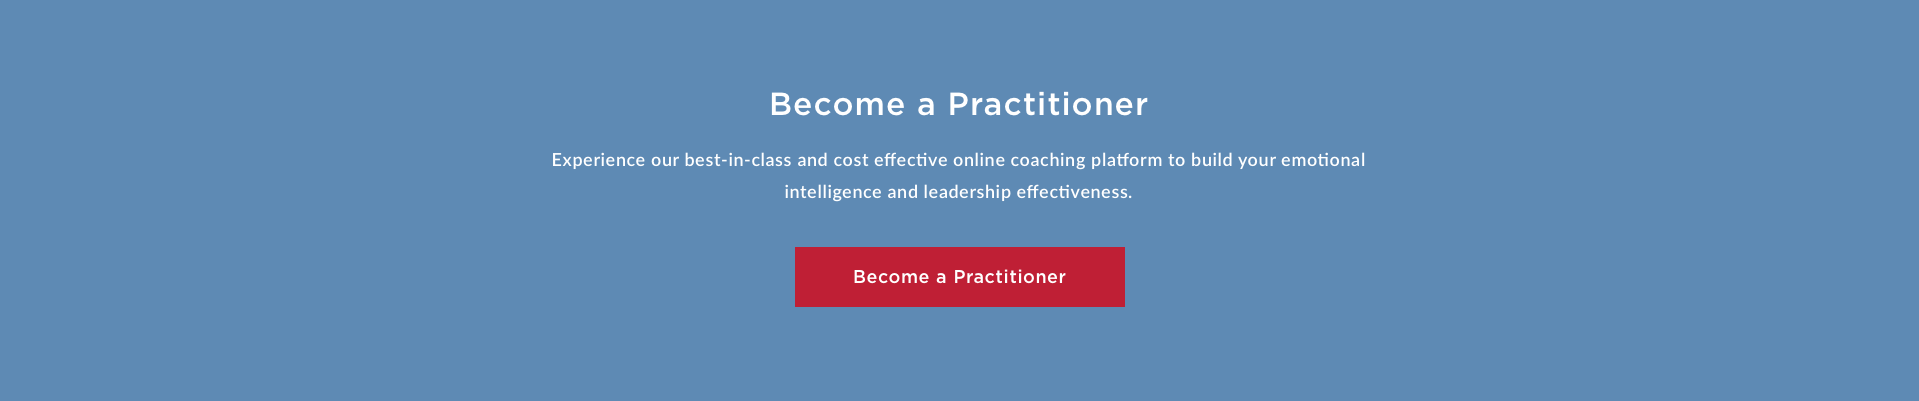 Become a Practitioner
Experience our best-in-class and cost effective online coaching platform to build your emotional
intelligence and leadership effectiveness.
Become a Practitioner